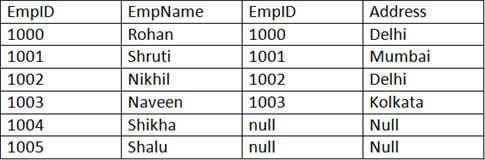 EmpID EmpName EmpID Address
1000 Rohan 1000 Delhi
1001 Shruti 1001 Mumbai
1002 Nikhil 1002 Delhi
1003 Naveen 1003 Kolkata
1004 Shikha null Null
1005 Shalu null Null